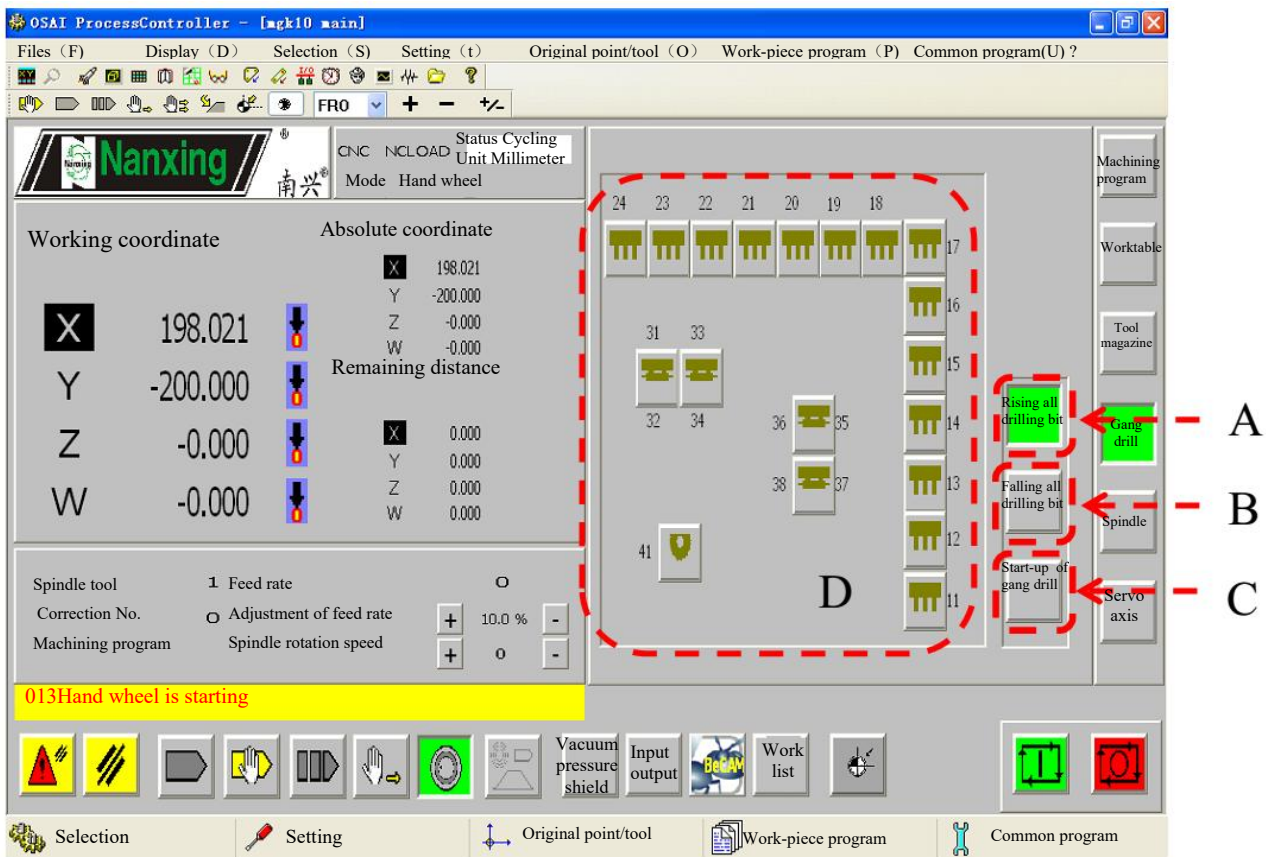 OSAI ProcessController - [mgk10 main]
Files（F） Display（D） Selection（S） Setting（t） Original point/tool（O） Work-piece program（P） Common program(U) ?
I/O
FRO + - +/-
Nanxing
Nanxing ®
南兴®
CNC NCLOAD Status Cycling
Unit Millimeter
Mode Hand wheel
Working coordinate
X 198.021
Y -200.000
Z -0.000
W -0.000
Absolute coordinate
X 198.021
Y -200.000
Z -0.000
W -0.000
Remaining distance
X 0.000
Y 0.000
Z 0.000
W 0.000
Spindle tool 1 Feed rate 0
Correction No. 0 Adjustment of feed rate + 10.0 % -
Machining program Spindle rotation speed + 0 -
013Hand wheel is starting
24 23 22 21 20 19 18
17
16
31 33
15
32 34
14
36 35
13
38 37
12
41
11
D
Rising all
drilling bit
Falling all
drilling bit
Start-up of
gang drill
Machining
program
Worktable
Tool
magazine
Gang
drill
Spindle
Servo
axis
A
B
C
Vacuum
pressure
shield
Input
output
BeCAM
Work
list
Selection Setting Original point/tool Work-piece program Common program